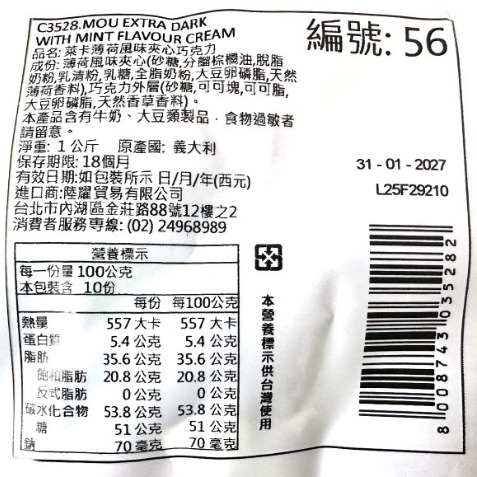 C3528.MOU EXTRA DARK
WITH MINT FLAVOUR CREAM
品名: 萊卡薄荷風味夾心巧克力
成份: 薄荷風味夾心(砂糖,分餾棕櫚油,脫脂
奶粉,乳清粉,乳糖,全脂奶粉,大豆卵磷脂,天然
薄荷香料),巧克力外層(砂糖,可可塊,可可脂,
大豆卵磷脂,天然香草香料)。
本產品含有牛奶、大豆類製品，食物過敏者
請留意。
淨重: 1 公斤 原產國: 義大利
保存期限: 18個月
有效日期:如包裝所示 日/月/年(西元)
進口商:陸耀貿易有限公司
台北市內湖區金莊路88號12樓之2
消費者服務專線: (02) 24968989
編號: 56
31 - 01 - 2027
L25F29210
營養標示
每一份量 100公克
本包裝含 10份
每份 每100公克
熱量 557 大卡 557 大卡
蛋白質 5.4 公克 5.4 公克
脂肪 35.6 公克 35.6 公克
飽和脂肪 20.8 公克 20.8 公克
反式脂肪 0 公克 0 公克
碳水化合物 53.8 公克 53.8 公克
糖 51 公克 51 公克
鈉 70 毫克 70 毫克
本營養標示供台灣使用
8 008743 035282